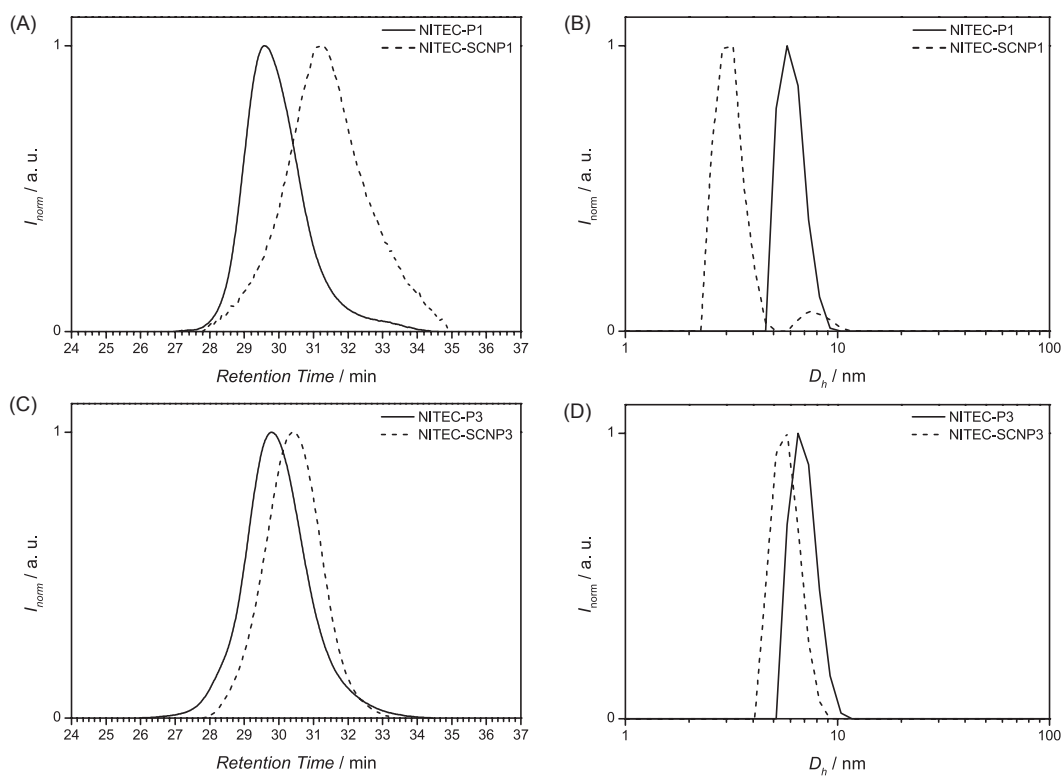 (A)
NITEC-P1
NITEC-SCNP1
1
I_norm / a. u.
0
24 25 26 27 28 29 30 31 32 33 34 35 36 37
Retention Time / min
(B)
NITEC-P1
NITEC-SCNP1
1
I_norm / a. u.
0
1 10 100
D_h / nm
(C)
NITEC-P3
NITEC-SCNP3
1
I_norm / a. u.
0
24 25 26 27 28 29 30 31 32 33 34 35 36 37
Retention Time / min
(D)
NITEC-P3
NITEC-SCNP3
1
I_norm / a. u.
0
1 10 100
D_h / nm